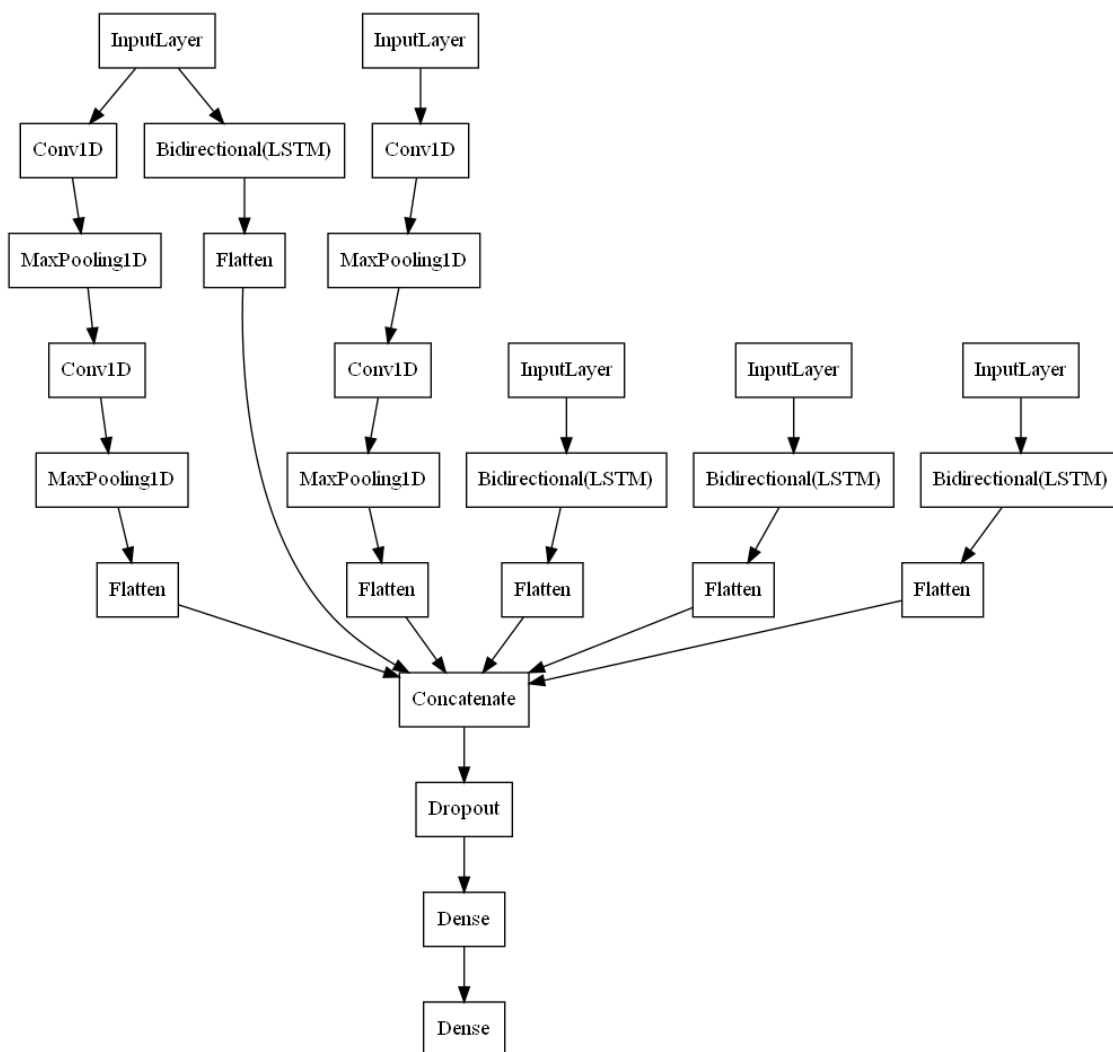 InputLayer
InputLayer
Conv1D
Bidirectional(LSTM)
Conv1D
MaxPooling1D
Flatten
MaxPooling1D
Conv1D
Conv1D
InputLayer
InputLayer
InputLayer
MaxPooling1D
MaxPooling1D
Bidirectional(LSTM)
Bidirectional(LSTM)
Bidirectional(LSTM)
Flatten
Flatten
Flatten
Flatten
Flatten
Concatenate
Dropout
Dense
Dense